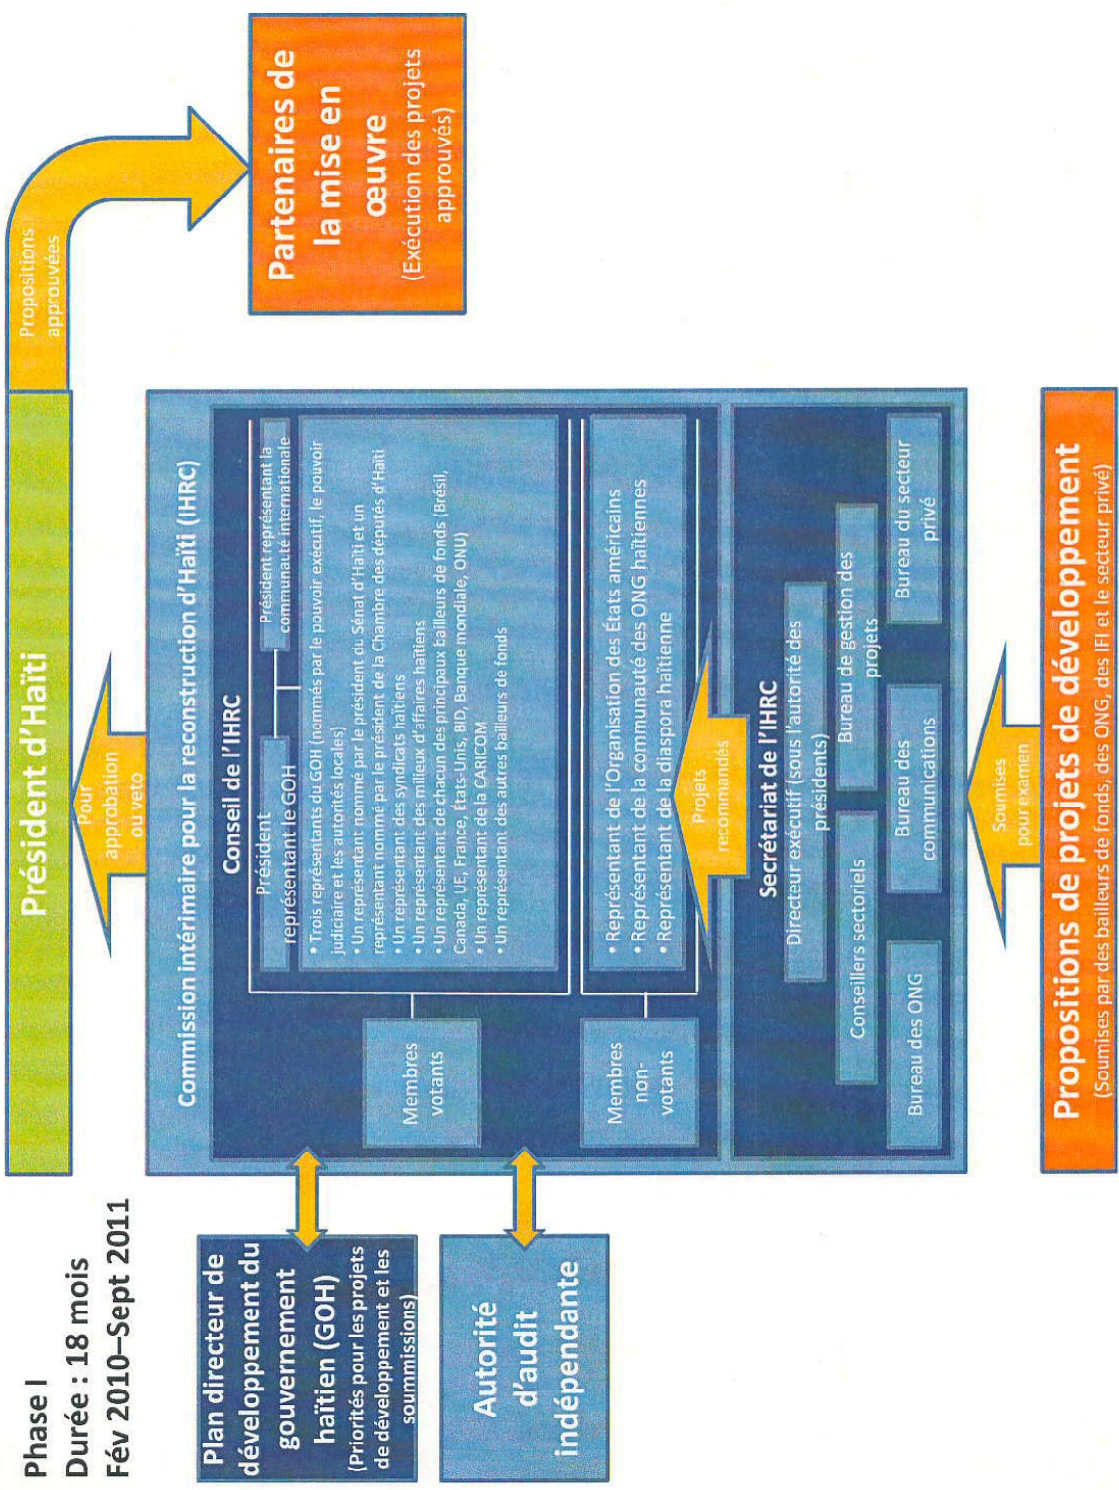 Phase I
Durée : 18 mois
Fév 2010–Sept 2011
Président d'Haïti
Propositions
approuvées
Partenaires de
la mise en
œuvre
(Exécution des projets
approuvés)
Pour
approbation
ou veto
Plan directeur de
développement du
gouvernement
haïtien (GOH)
(Priorités pour les projets
de développement et les
soummissions)
Autorité
d'audit
indépendante
Commission intérimaire pour la reconstruction d'Haïti (IHRC)
Conseil de l'IHRC
Président
représentant le GOH
Président représentant la
communauté internationale
Membres
votants
• Trois représentants du GOH (nommés par le pouvoir exécutif, le pouvoir
judiciaire et les autorités locales)
• Un représentant nommé par le président du Sénat d'Haïti et un
représentant nommé par le président de la Chambre des députés d'Haïti
• Un représentant des syndicats haïtiens
• Un représentant des milieux d'affaires haïtiens
• Un représentant de chacun des principaux bailleurs de fonds (Brésil,
Canada, UE, France, États-Unis, BID, Banque mondiale, ONU)
• Un représentant de la CARICOM
• Un représentant des autres bailleurs de fonds
Membres
non-
votants
• Représentant de l'Organisation des États américains
• Représentant de la communauté des ONG haïtiennes
• Représentant de la diaspora haïtienne
Projets
recommandés
Secrétariat de l'IHRC
Directeur exécutif (sous l'autorité des
présidents)
Conseillers sectoriels
Bureau de gestion des
projets
Bureau des ONG
Bureau des
communications
Bureau du secteur
privé
Soumises
pour examen
Propositions de projets de développement
(Soumises par des bailleurs de fonds, des ONG, des IFI et le secteur privé)